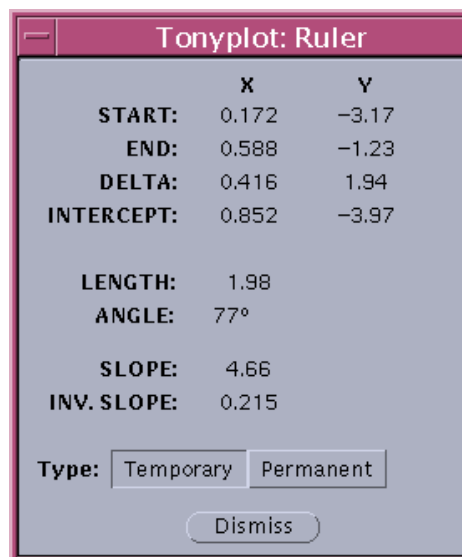 Tonyplot: Ruler
X Y
START: 0.172 −3.17
END: 0.588 −1.23
DELTA: 0.416 1.94
INTERCEPT: 0.852 −3.97
LENGTH: 1.98
ANGLE: 77º
SLOPE: 4.66
INV. SLOPE: 0.215
Type: Temporary Permanent
Dismiss